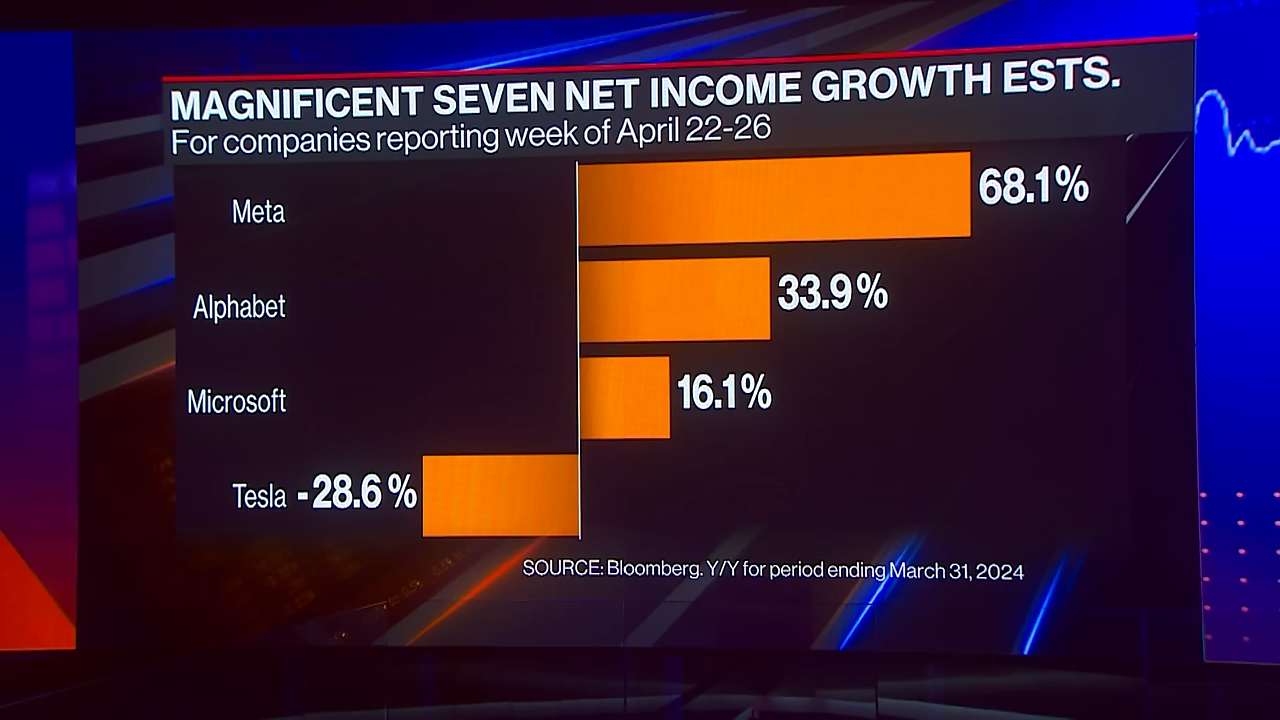 MAGNIFICENT SEVEN NET INCOME GROWTH ESTS.
For companies reporting week of April 22-26
Meta 68.1%
Alphabet 33.9%
Microsoft 16.1%
Tesla -28.6%
SOURCE: Bloomberg. Y/Y for period ending March 31, 2024